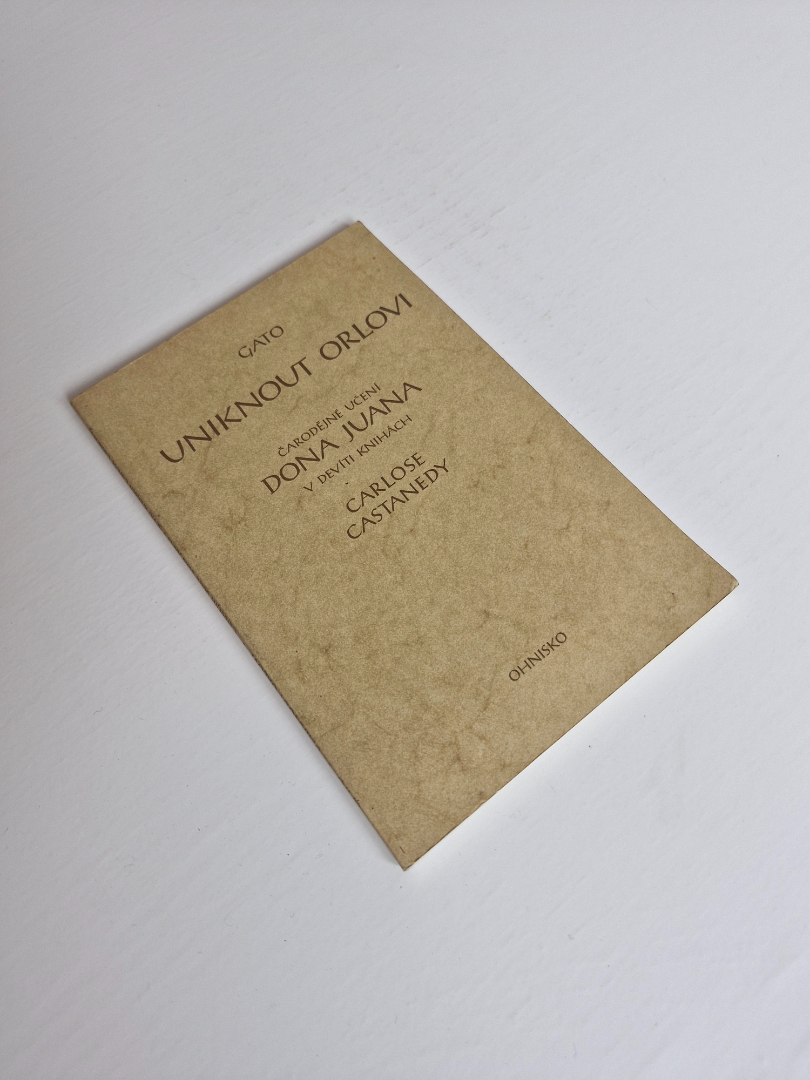 GATO
UNIKNOUT ORLOVI
ČARODĚJNÉ UČENÍ
DONA JUANA
V DEVÍTI KNIHÁCH
CARLOSE
CASTANEDY
OHNISKO